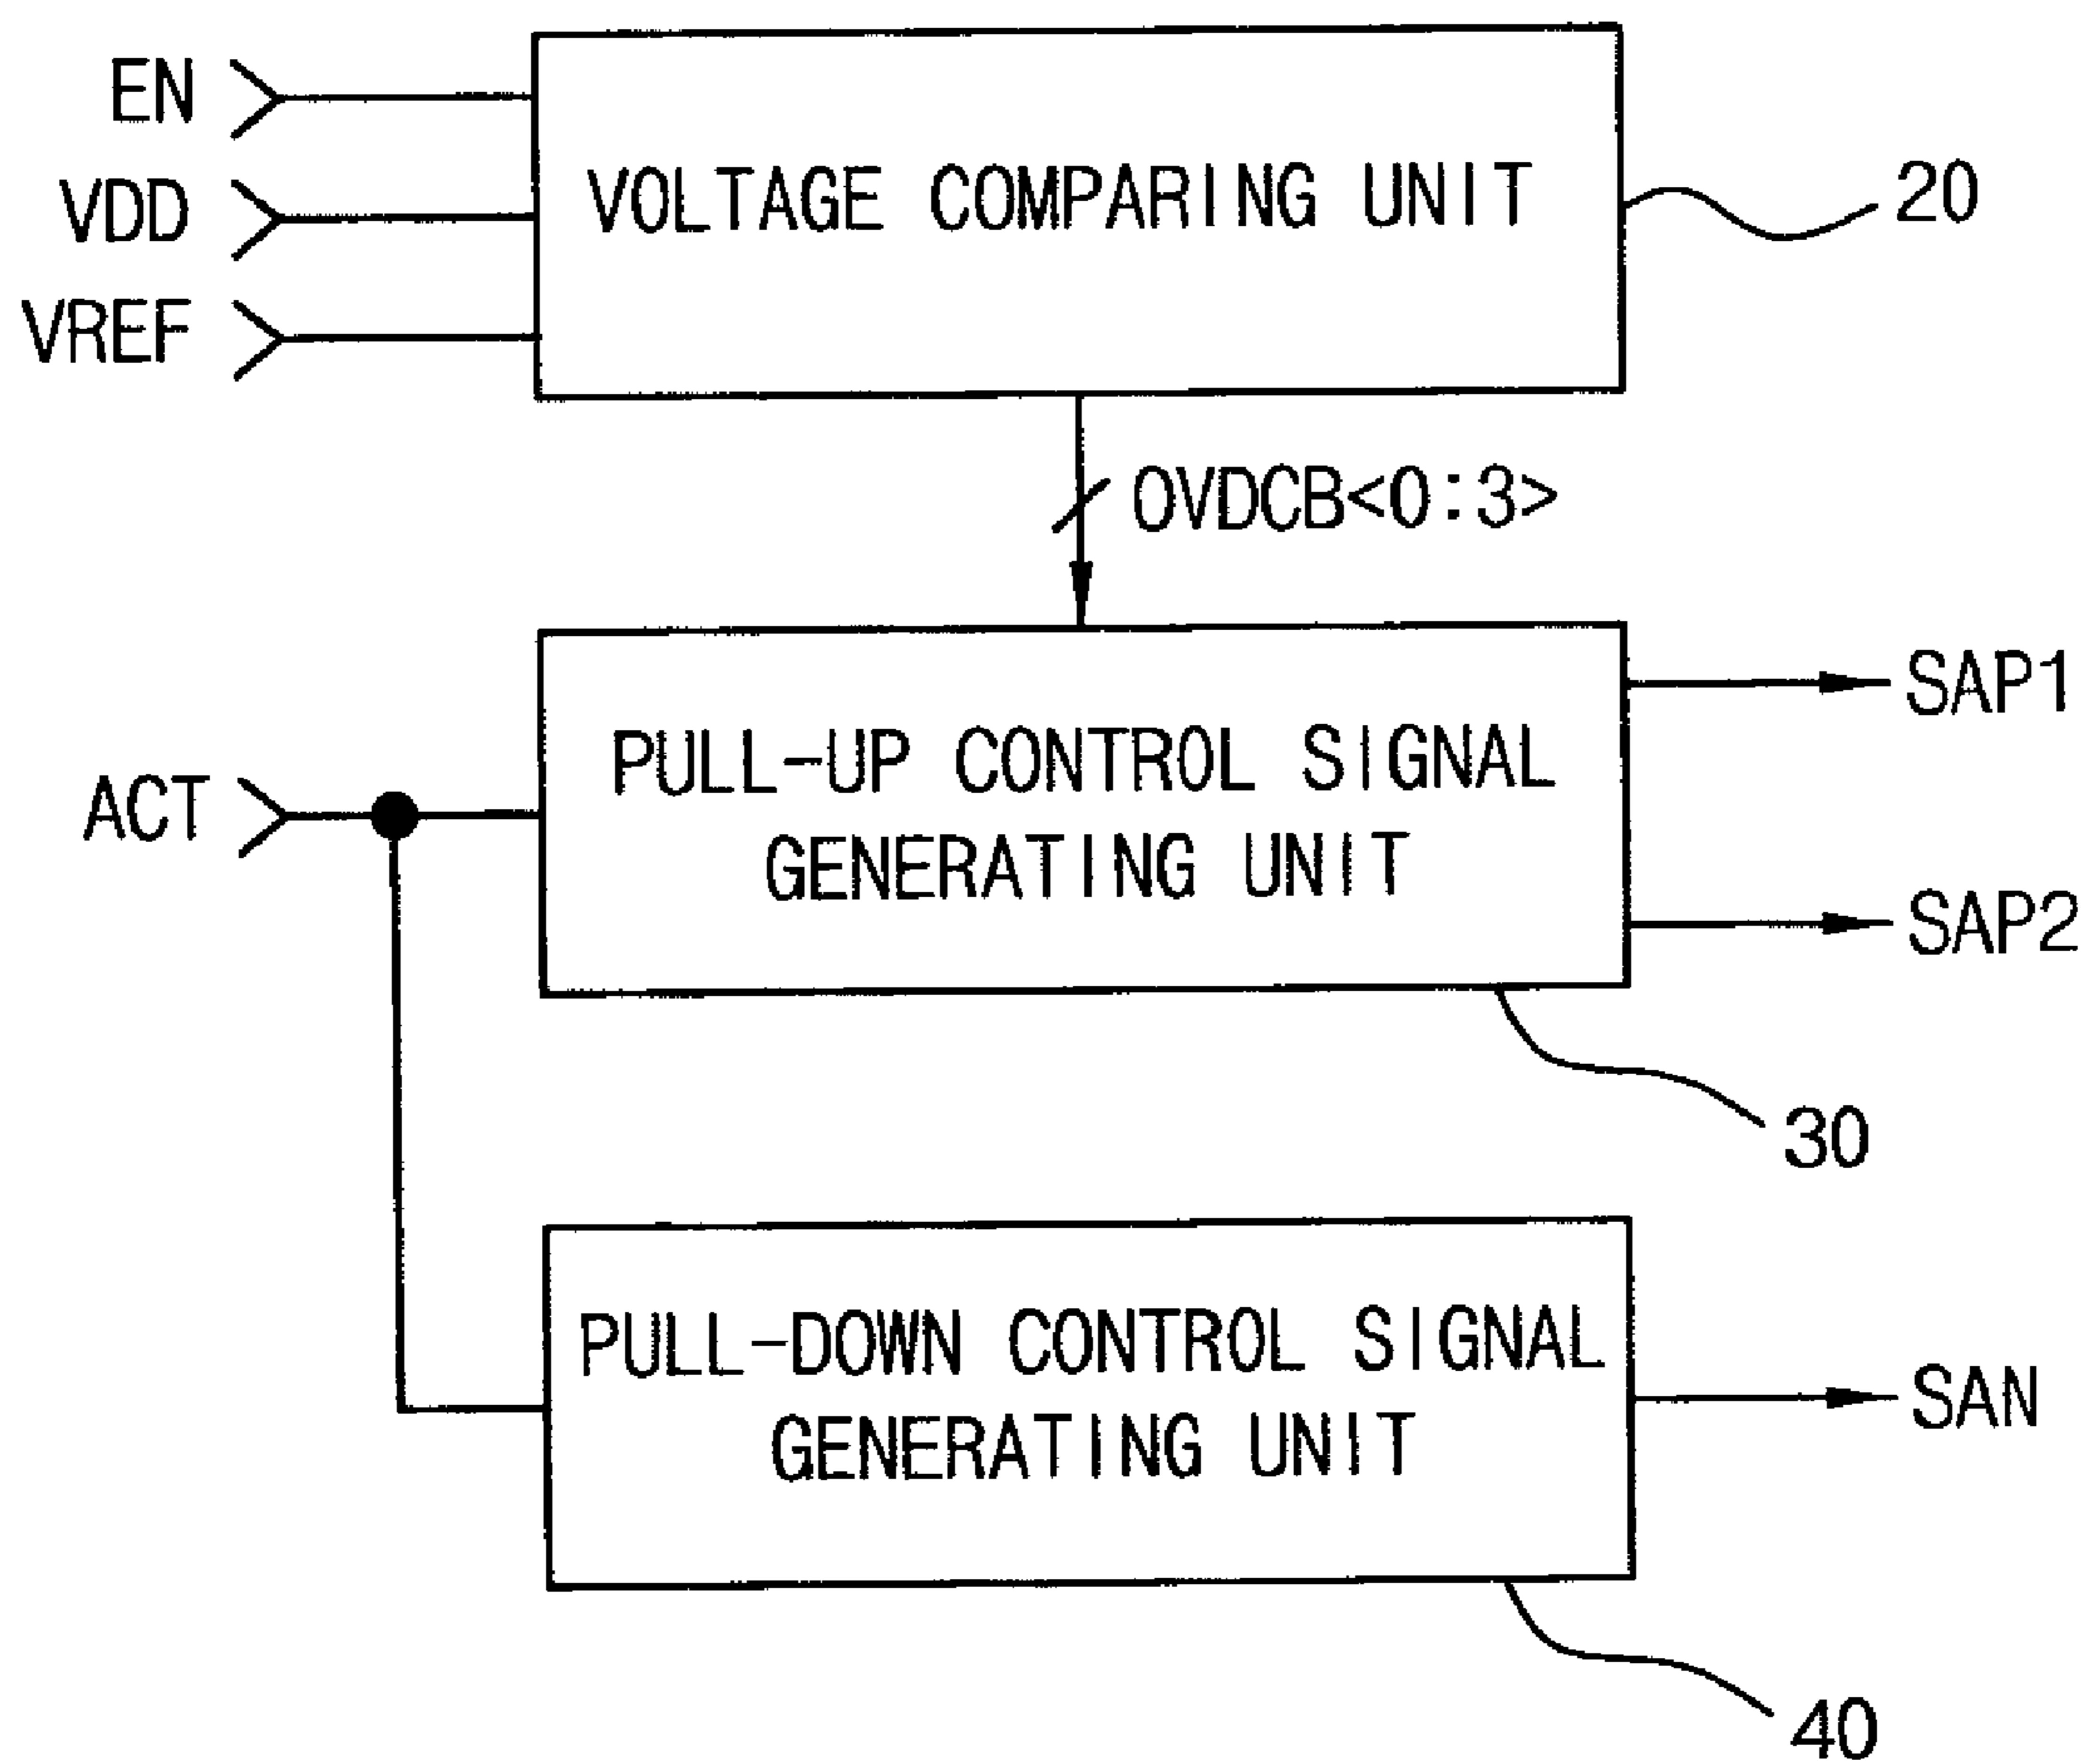 EN
VDD
VREF
VOLTAGE COMPARING UNIT
20
OVDCB<0:3>
ACT
PULL-UP CONTROL SIGNAL
GENERATING UNIT
SAP1
SAP2
30
PULL-DOWN CONTROL SIGNAL
GENERATING UNIT
SAN
40